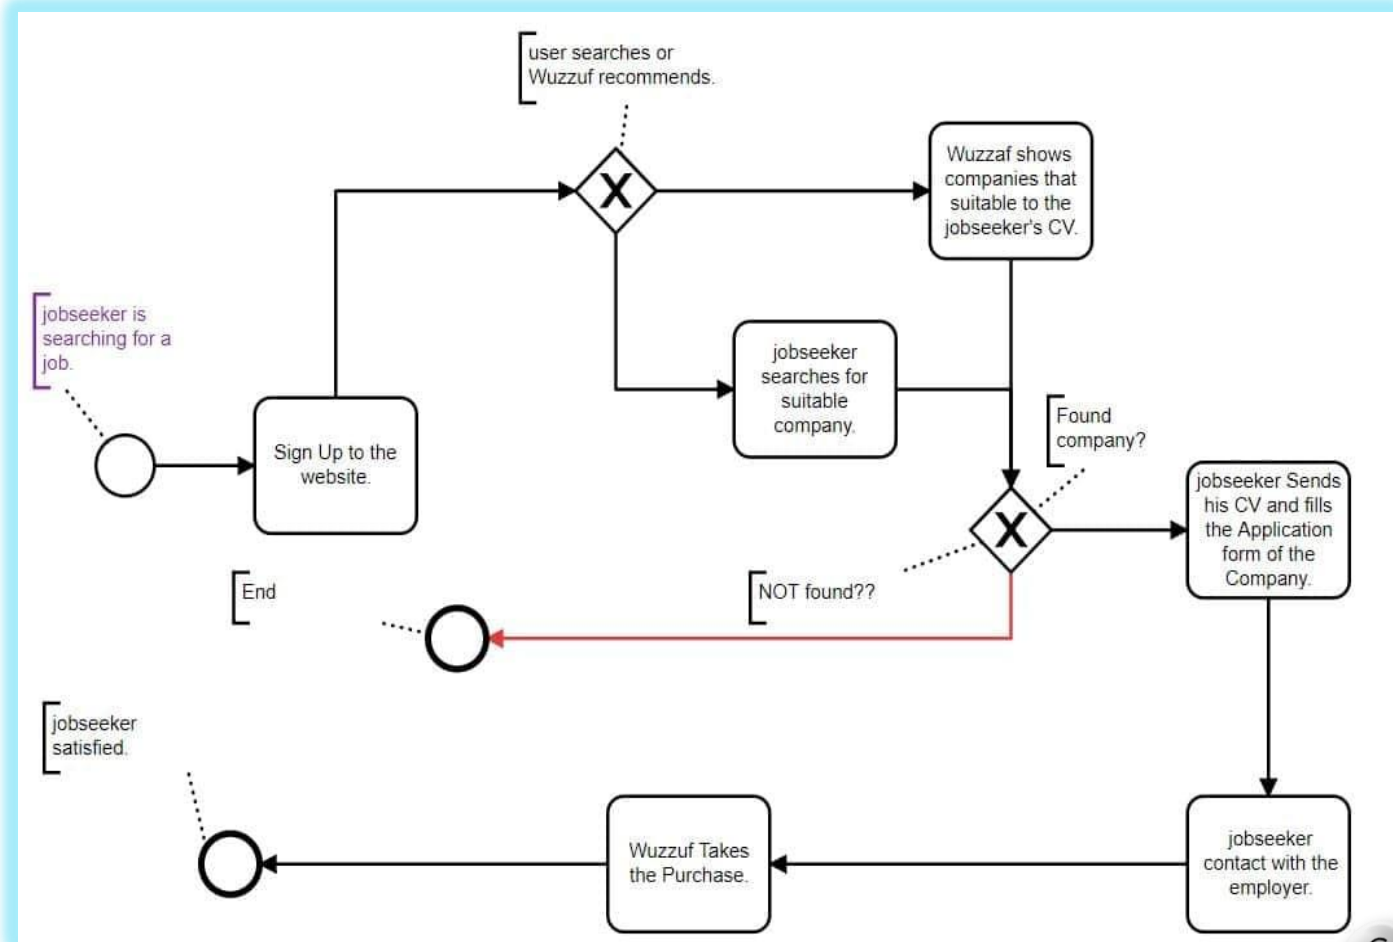 user searches or
Wuzzuf recommends.
X
Wuzzaf shows
companies that
suitable to the
jobseeker's CV.
jobseeker is
searching for a
job.
Sign Up to the
website.
jobseeker
searches for
suitable
company.
Found
company?
X
jobseeker Sends
his CV and fills
the Application
form of the
Company.
End
NOT found??
jobseeker
satisfied.
Wuzzuf Takes
the Purchase.
jobseeker
contact with the
employer.